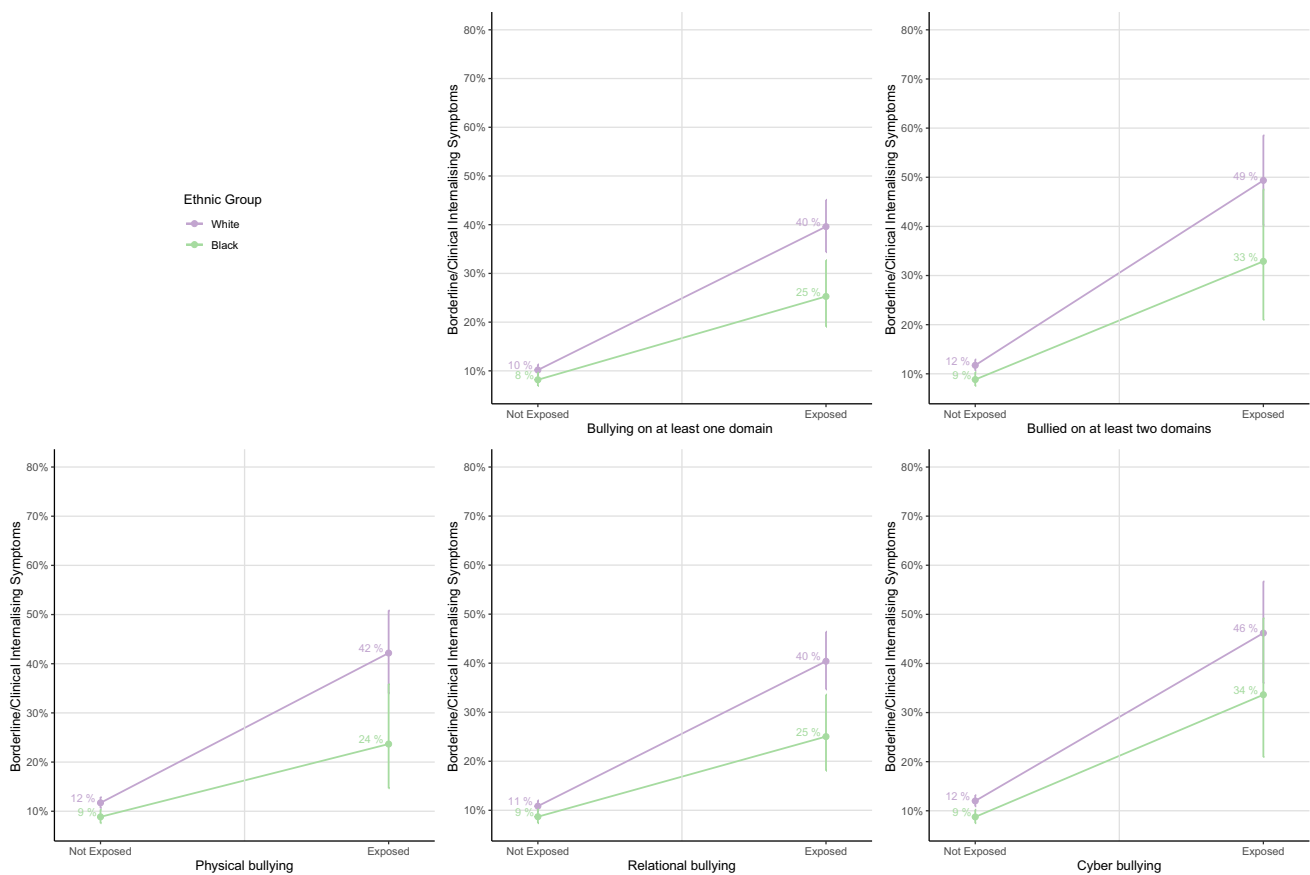 Ethnic Group
White
Black
Borderline/Clinical Internalising Symptoms
80%
70%
60%
50%
40%
30%
20%
10%
40 %
25 %
10 %
8 %
Not Exposed
Exposed
Bullying on at least one domain
Borderline/Clinical Internalising Symptoms
80%
70%
60%
50%
40%
30%
20%
10%
49 %
33 %
12 %
9 %
Not Exposed
Exposed
Bullied on at least two domains
Borderline/Clinical Internalising Symptoms
80%
70%
60%
50%
40%
30%
20%
10%
42 %
24 %
12 %
9 %
Not Exposed
Exposed
Physical bullying
Borderline/Clinical Internalising Symptoms
80%
70%
60%
50%
40%
30%
20%
10%
40 %
25 %
11 %
9 %
Not Exposed
Exposed
Relational bullying
Borderline/Clinical Internalising Symptoms
80%
70%
60%
50%
40%
30%
20%
10%
46 %
34 %
12 %
9 %
Not Exposed
Exposed
Cyber bullying